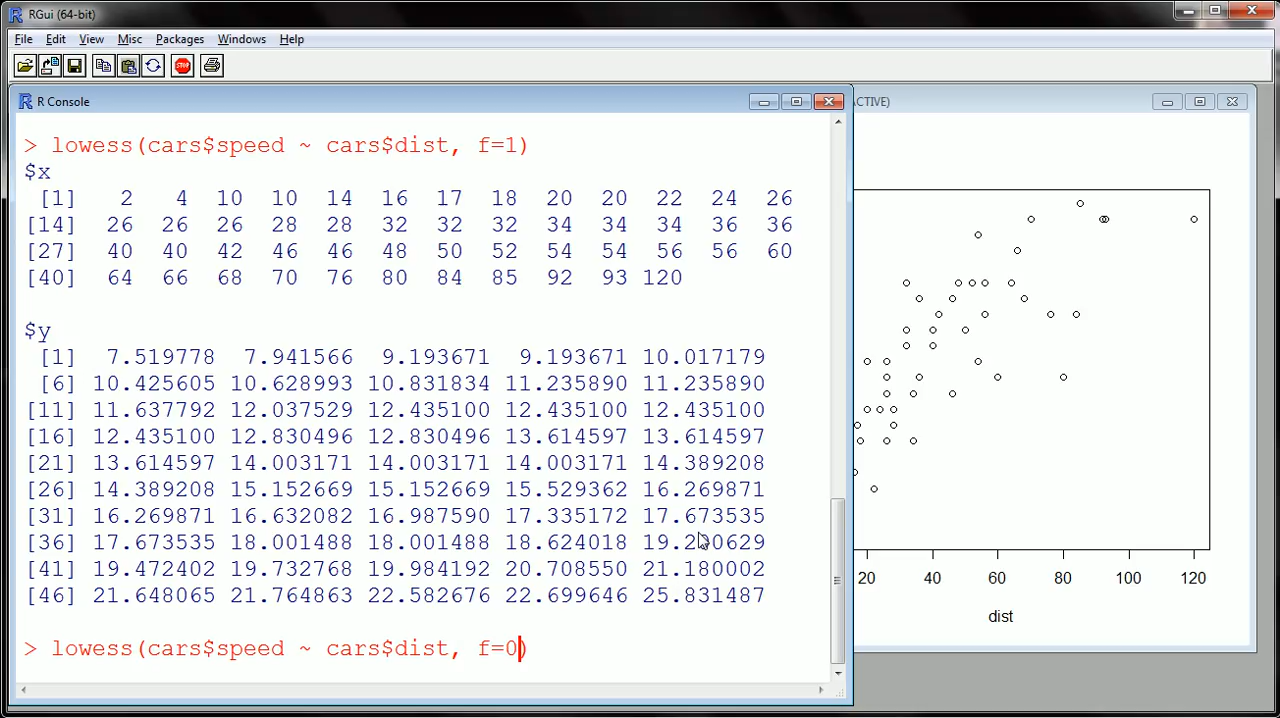 RGui (64-bit)
File Edit View Misc Packages Windows Help
STOP
R Console
ACTIVE)
> lowess(cars$speed ~ cars$dist, f=1)
$x
[1] 2 4 10 10 14 16 17 18 20 20 22 24 26
[14] 26 26 26 28 28 32 32 32 34 34 34 36 36
[27] 40 40 42 46 46 48 50 52 54 54 56 56 60
[40] 64 66 68 70 76 80 84 85 92 93 120
$y
[1] 7.519778 7.941566 9.193671 9.193671 10.017179
[6] 10.425605 10.628993 10.831834 11.235890 11.235890
[11] 11.637792 12.037529 12.435100 12.435100 12.435100
[16] 12.435100 12.830496 12.830496 13.614597 13.614597
[21] 13.614597 14.003171 14.003171 14.003171 14.389208
[26] 14.389208 15.152669 15.152669 15.529362 16.269871
[31] 16.269871 16.632082 16.987590 17.335172 17.673535
[36] 17.673535 18.001488 18.001488 18.624018
[41] 19.472402 19.732768 19.984192 20.708550 21.180002
[46] 21.648065 21.764863 22.582676 22.699646 25.831487
> lowess(cars$speed ~ cars$dist, f=0)
20 40 60 80 100 120
dist